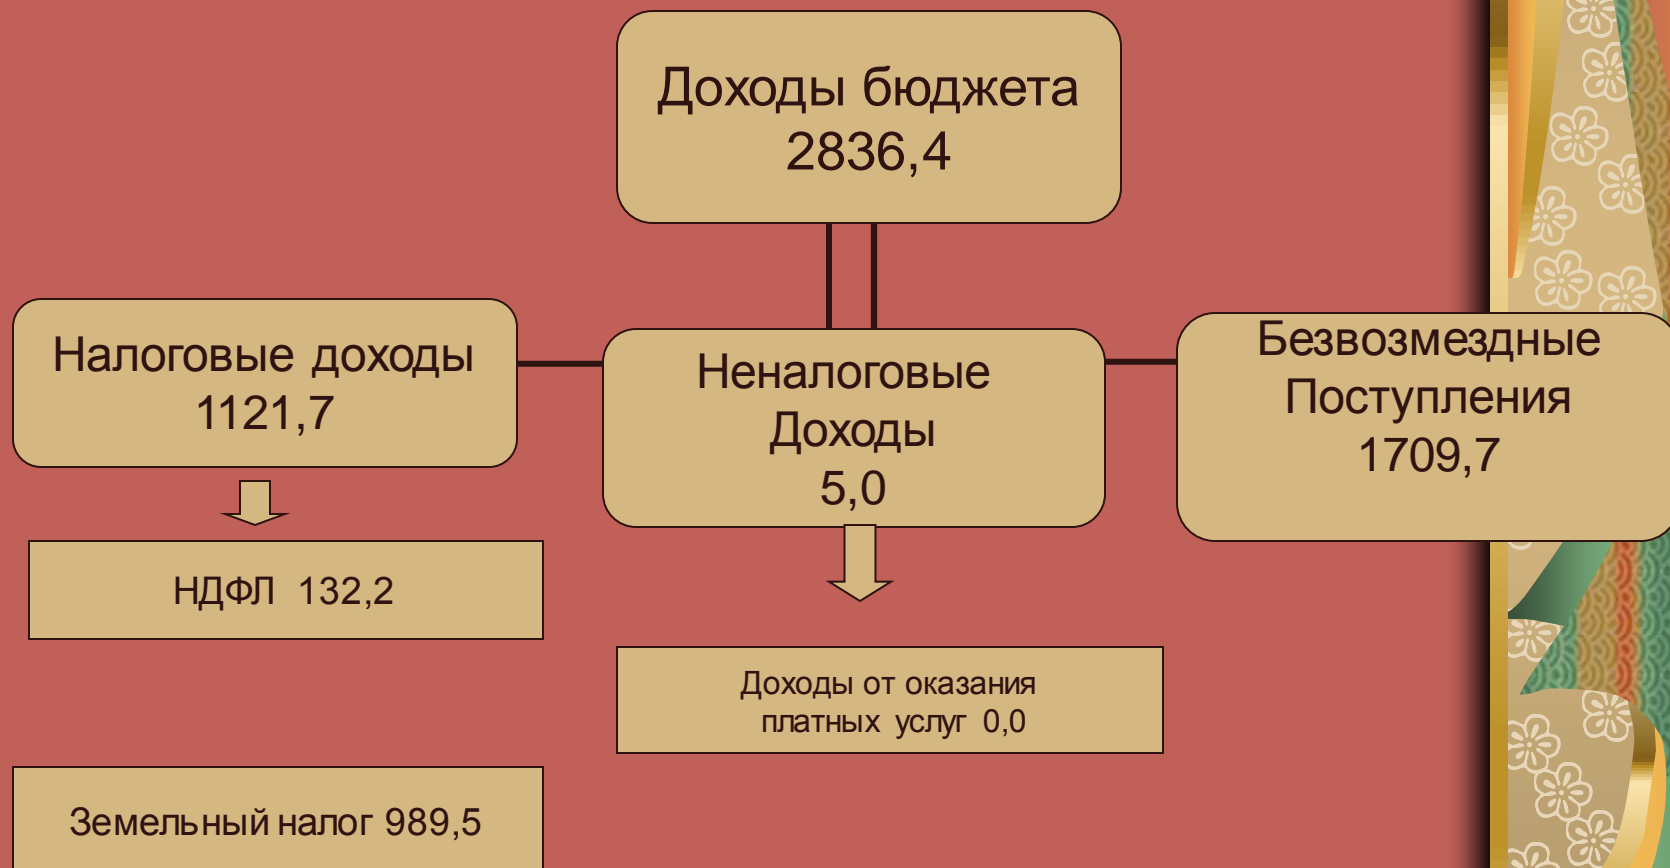 Доходы бюджета
2836,4
Налоговые доходы
1121,7
Неналоговые
Доходы
5,0
Безвозмездные
Поступления
1709,7
НДФЛ 132,2
Доходы от оказания
платных услуг 0,0
Земельный налог 989,5